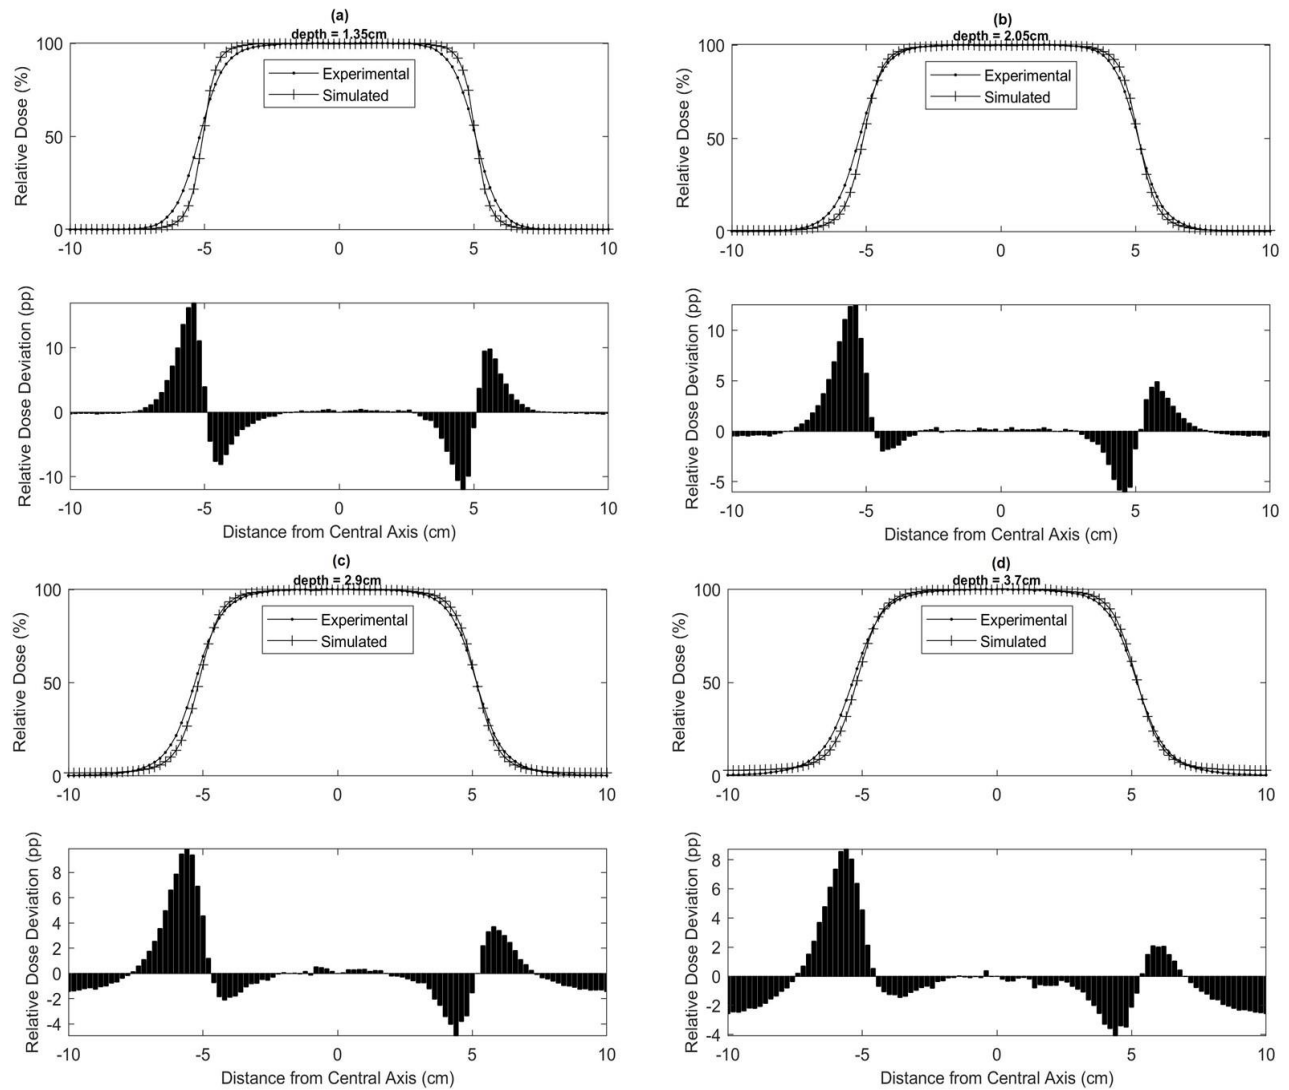 (a)
depth = 1.35cm
Relative Dose (%)
100
50
0
Experimental
Simulated
-10 -5 0 5 10
Relative Dose Deviation (pp)
10
0
-10
-10 -5 0 5 10
Distance from Central Axis (cm)
(b)
depth = 2.05cm
Relative Dose (%)
100
50
0
Experimental
Simulated
-10 -5 0 5 10
Relative Dose Deviation (pp)
10
5
0
-5
-10 -5 0 5 10
Distance from Central Axis (cm)
(c)
depth = 2.9cm
Relative Dose (%)
100
50
0
Experimental
Simulated
-10 -5 0 5 10
Relative Dose Deviation (pp)
8
6
4
2
0
-2
-4
-10 -5 0 5 10
Distance from Central Axis (cm)
(d)
depth = 3.7cm
Relative Dose (%)
100
50
0
Experimental
Simulated
-10 -5 0 5 10
Relative Dose Deviation (pp)
8
6
4
2
0
-2
-4
-10 -5 0 5 10
Distance from Central Axis (cm)